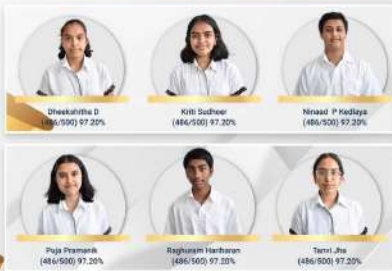 Dheekshitha D
(486/500) 97.20%
Kriti Sudheer
(486/500) 97.20%
Ninaad P Kedlaya
(486/500) 97.20%
Puja Pramanik
(486/500) 97.20%
Raghuram Hariharan
(486/500) 97.20%
Tanvi Jha
(486/500) 97.20%